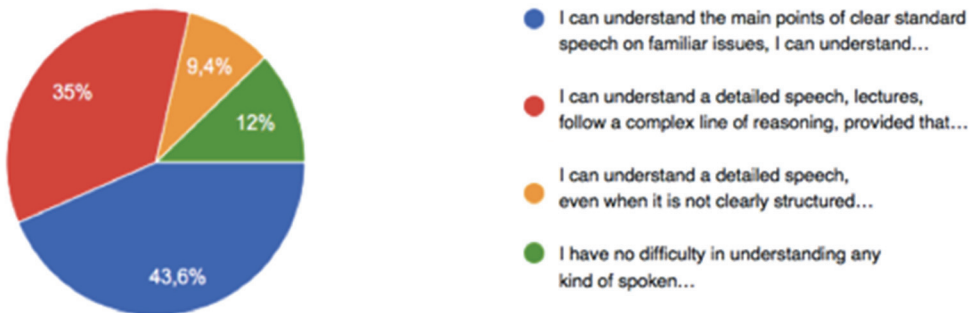 9,4%
35%
12%
43,6%
I can understand the main points of clear standard
speech on familiar issues, I can understand...
I can understand a detailed speech, lectures,
follow a complex line of reasoning, provided that...
I can understand a detailed speech,
even when it is not clearly structured...
I have no difficulty in understanding any
kind of spoken...